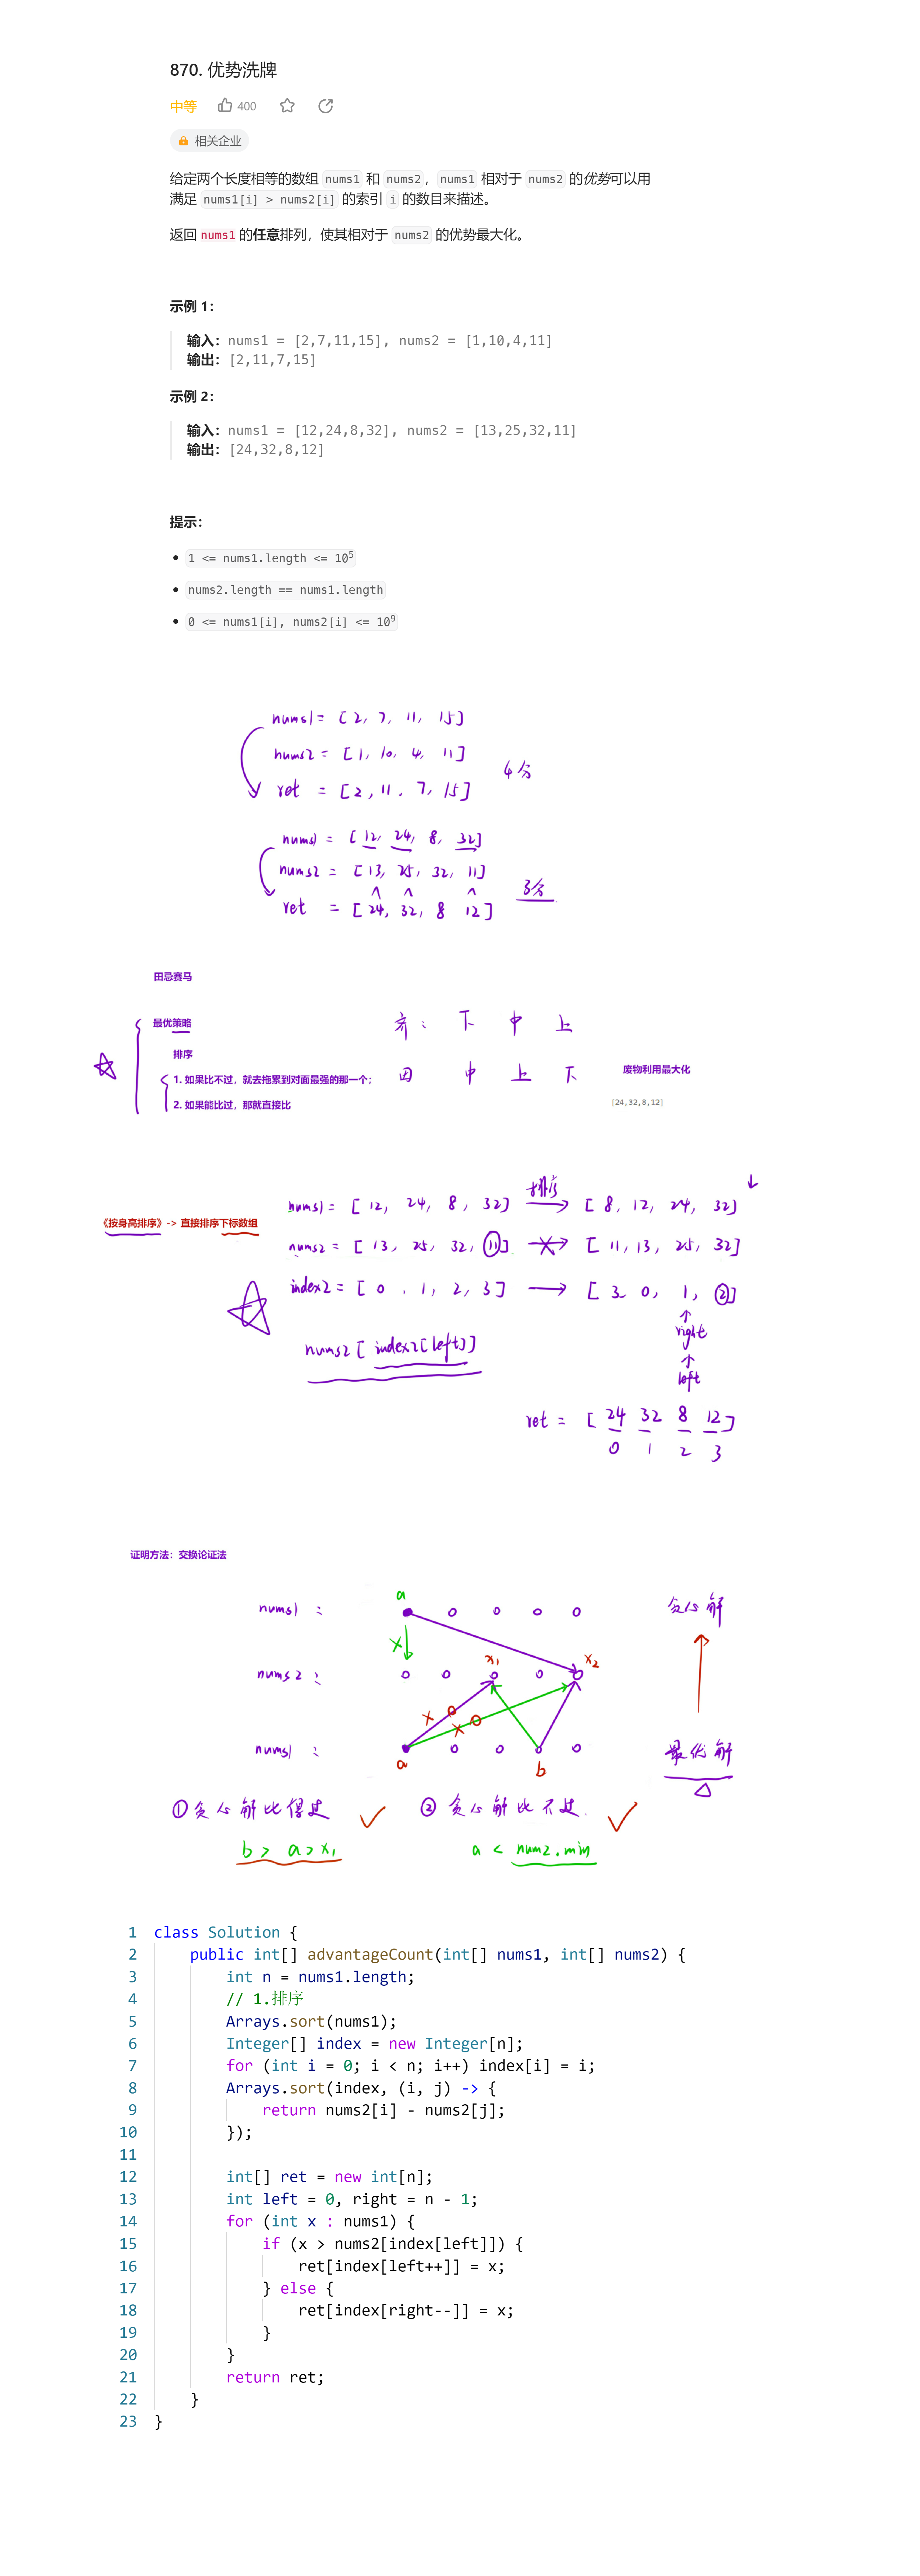 870. 优势洗牌
中等 400
相关企业
给定两个长度相等的数组 nums1 和 nums2，nums1 相对于 nums2 的优势可以用
满足 nums1[i] > nums2[i] 的索引 i 的数目来描述。
返回 nums1 的任意排列，使其相对于 nums2 的优势最大化。
示例 1：
输入：nums1 = [2,7,11,15], nums2 = [1,10,4,11]
输出：[2,11,7,15]
示例 2：
输入：nums1 = [12,24,8,32], nums2 = [13,25,32,11]
输出：[24,32,8,12]
提示：
• 1 <= nums1.length <= 10⁵
• nums2.length == nums1.length
• 0 <= nums1[i], nums2[i] <= 10⁹
nums1 = [2, 7, 11, 15]
nums2 = [1, 10, 4, 11]
ret = [2, 11, 7, 15] 4分
nums1 = [12, 24, 8, 32]
nums2 = [13, 25, 32, 11]
^ ^ ^ 3分
ret = [24, 32, 8 12]
田忌赛马
最优策略 齐: 下 中 上
排序
1. 如果比不过，就去拖累到对面最强的那一个； 田 中 上 下 废物利用最大化
2. 如果能比过，那就直接比 [24,32,8,12]
nums1 = [12, 24, 8, 32] 排序 → [8, 12, 24, 32] ↓
《按身高排序》-> 直接排序下标数组
nums2 = [13, 25, 32, 11] → [11, 13, 25, 32]
index2 = [0, 1, 2, 3] → [3 0, 1, 2]
right
nums2[index2[left]]
left
ret = [24 32 8 12]
0 1 2 3
证明方法：交换论证法
a
nums1 : 贪心解
X
x₁ x₂
nums2 :
x x
nums1 : 最优解
a b
① 贪心解比得过 ✓ ② 贪心解比不过. ✓
b > a > x₁ a < num2.min
1 class Solution {
2 public int[] advantageCount(int[] nums1, int[] nums2) {
3 int n = nums1.length;
4 // 1.排序
5 Arrays.sort(nums1);
6 Integer[] index = new Integer[n];
7 for (int i = 0; i < n; i++) index[i] = i;
8 Arrays.sort(index, (i, j) -> {
9 return nums2[i] - nums2[j];
10 });
11
12 int[] ret = new int[n];
13 int left = 0, right = n - 1;
14 for (int x : nums1) {
15 if (x > nums2[index[left]]) {
16 ret[index[left++]] = x;
17 } else {
18 ret[index[right--]] = x;
19 }
20 }
21 return ret;
22 }
23 }